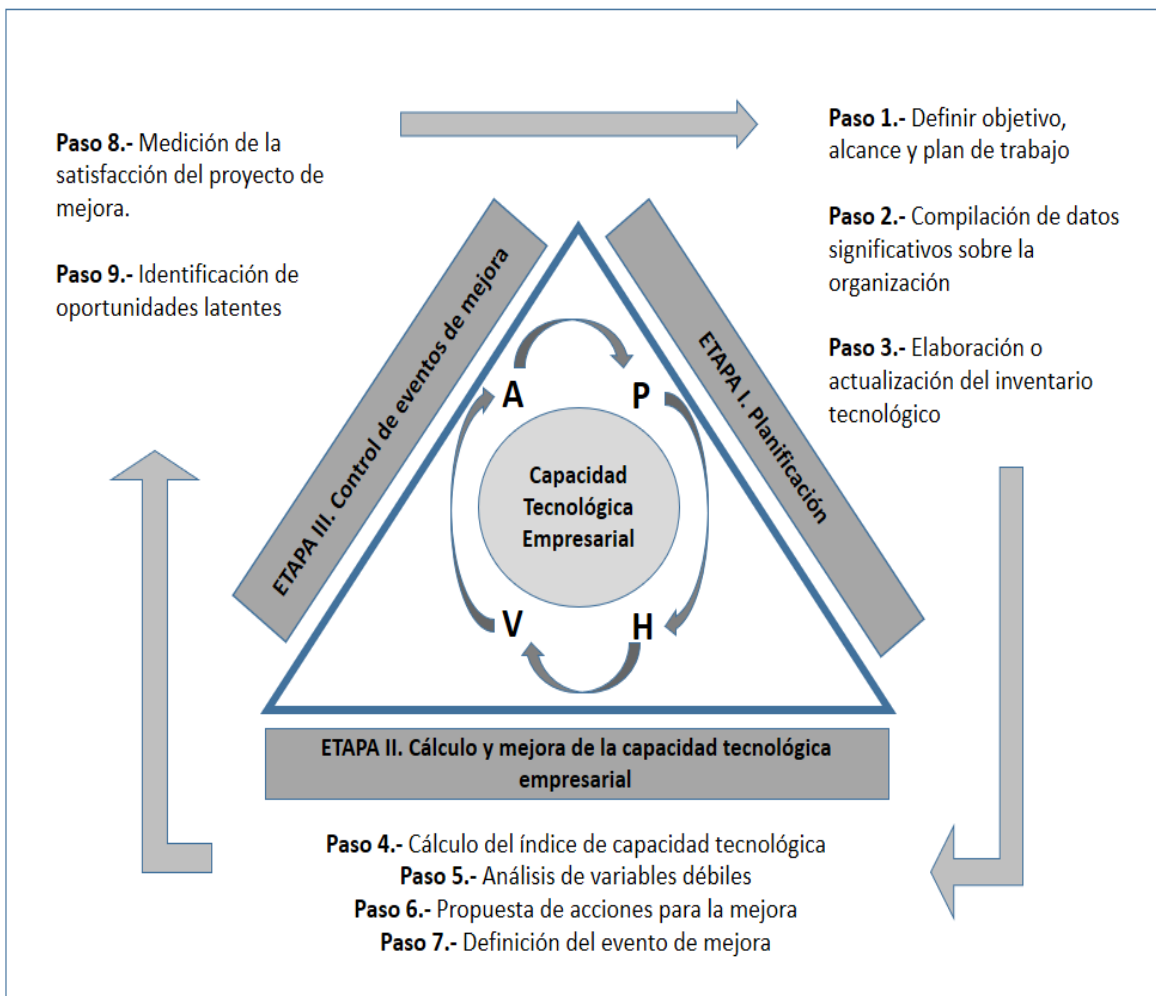 Paso 8.- Medición de la
satisfacción del proyecto de
mejora.
Paso 9.- Identificación de
oportunidades latentes
Paso 1.- Definir objetivo,
alcance y plan de trabajo
Paso 2.- Compilación de datos
significativos sobre la
organización
Paso 3.- Elaboración o
actualización del inventario
tecnológico
ETAPA III. Control de eventos de mejora
ETAPA I. Planificación
A
P
Capacidad
Tecnológica
Empresarial
V
H
ETAPA II. Cálculo y mejora de la capacidad tecnológica
empresarial
Paso 4.- Cálculo del índice de capacidad tecnológica
Paso 5.- Análisis de variables débiles
Paso 6.- Propuesta de acciones para la mejora
Paso 7.- Definición del evento de mejora